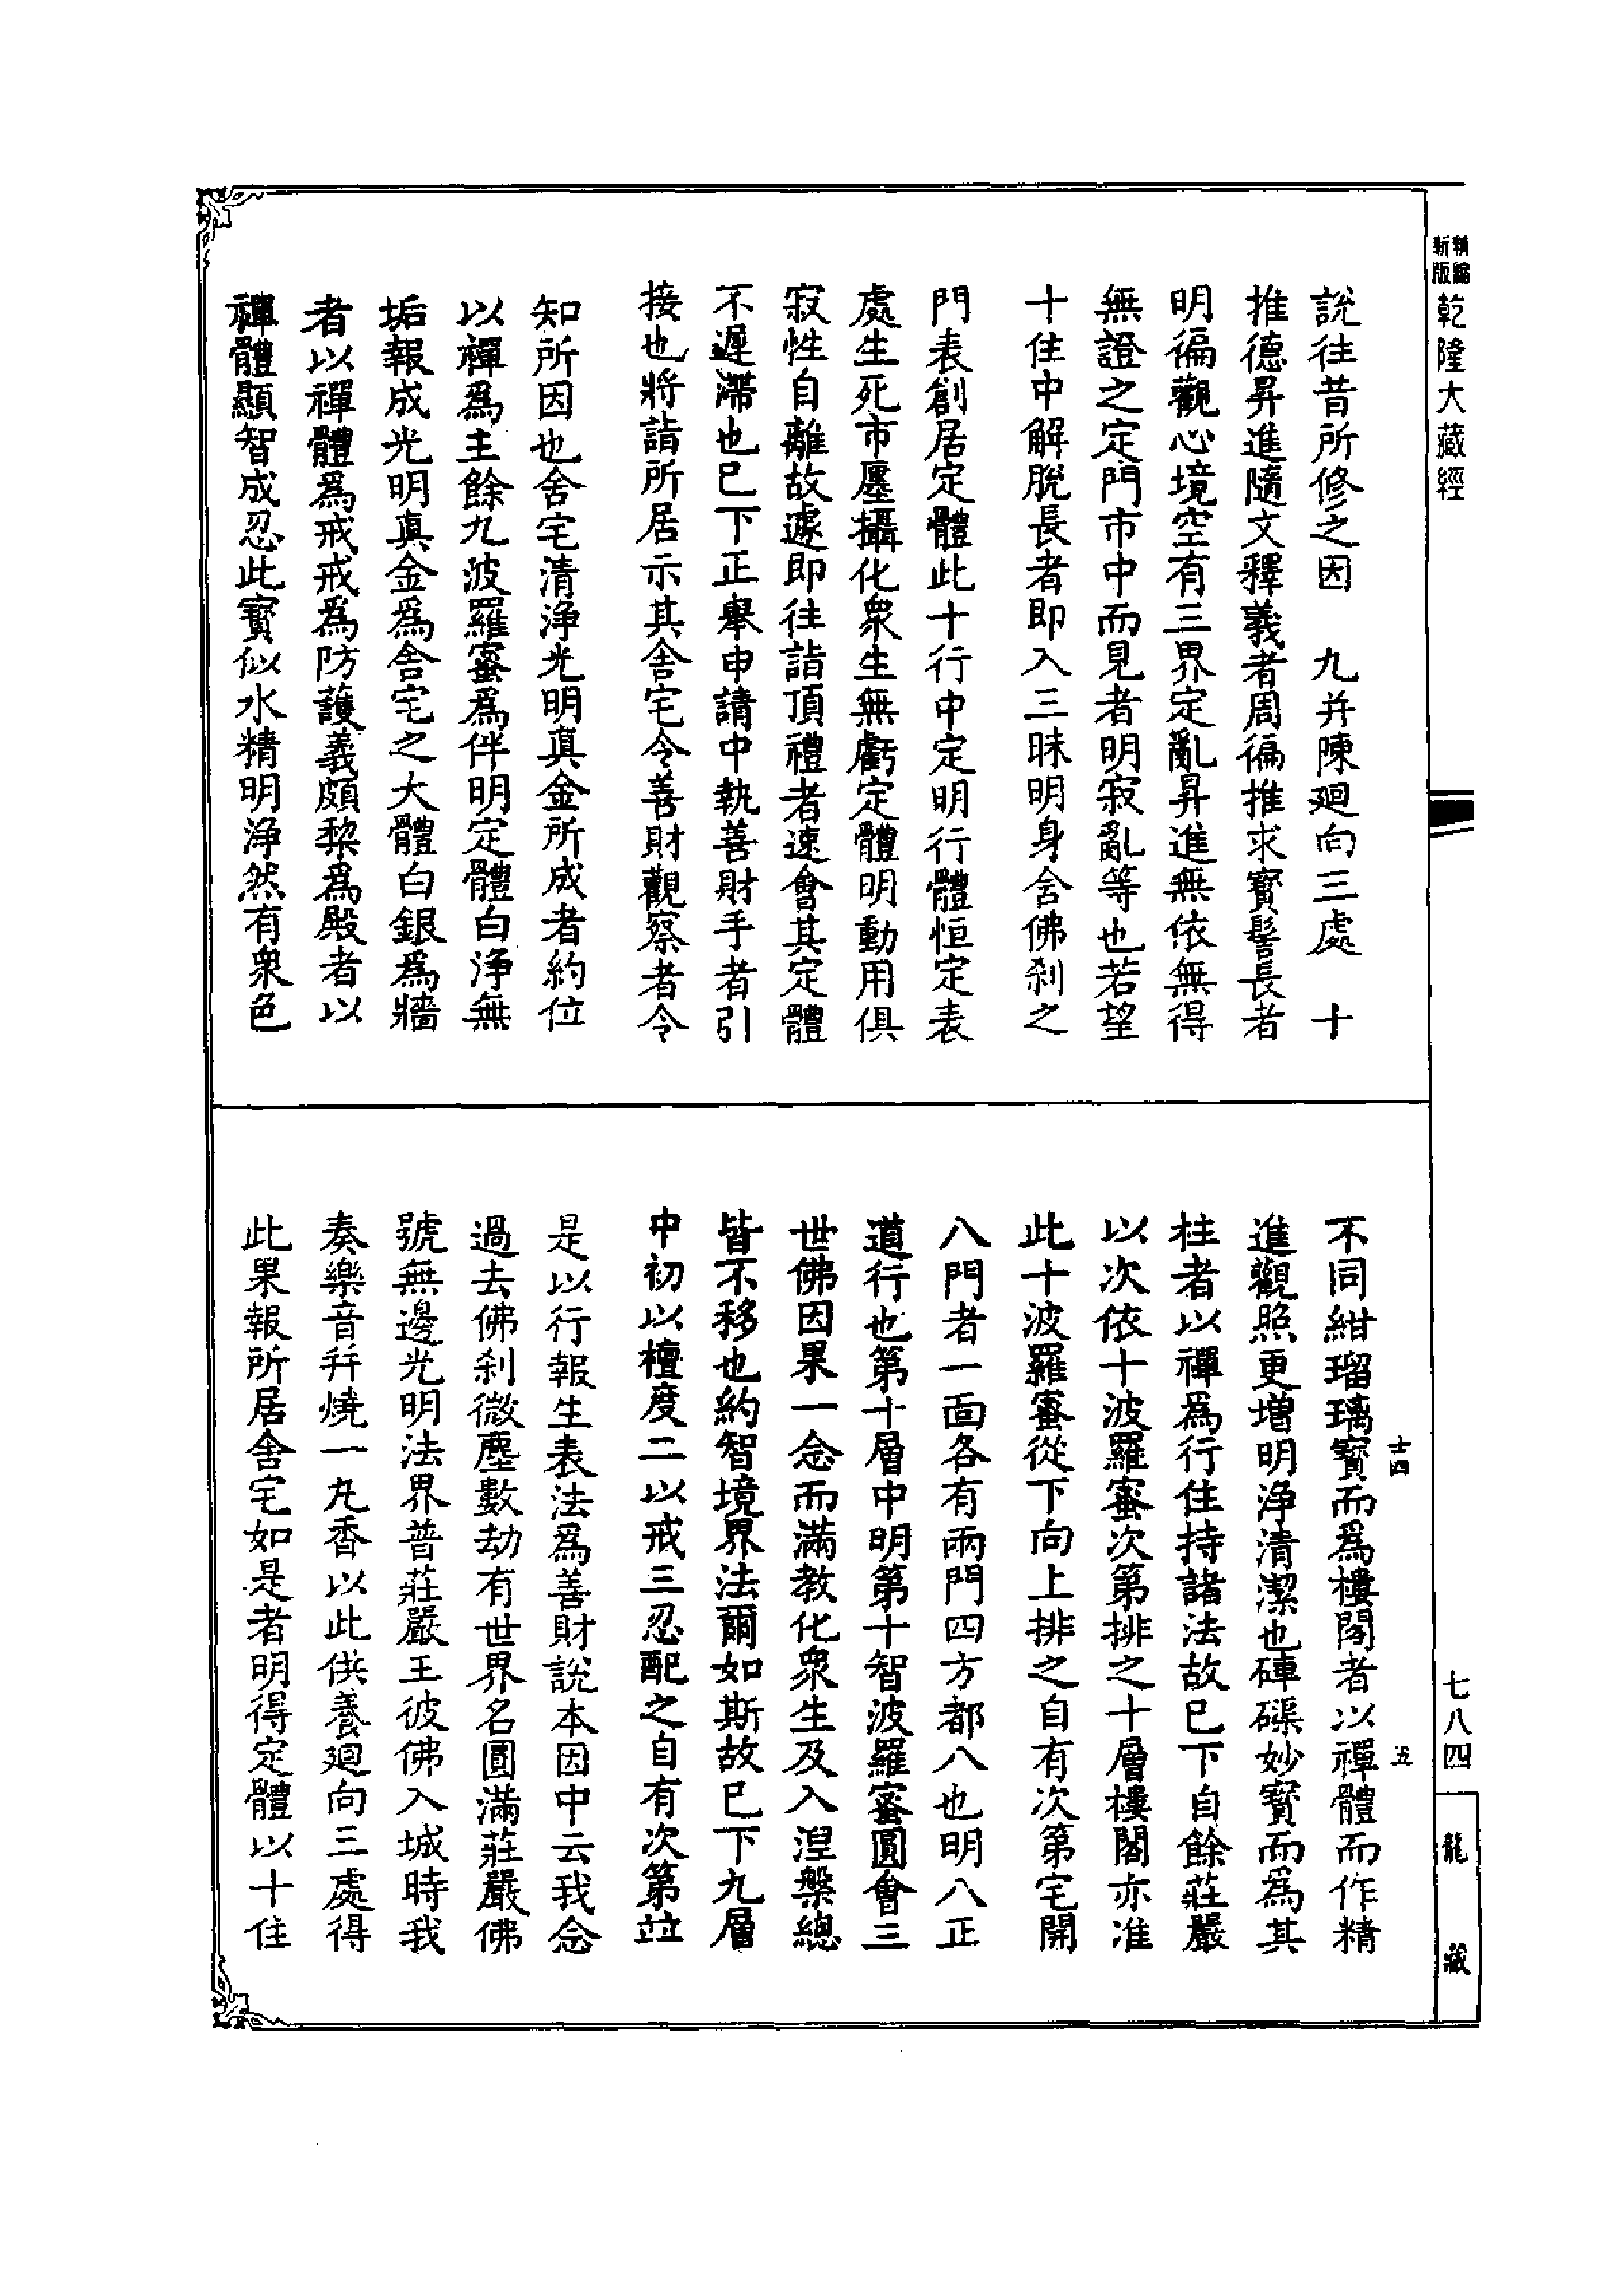 精縮新版 乾隆大藏經
說往昔所修之因　九并陳廻向三處　十
推德昇進隨文釋義者周徧推求寳髻長者
明徧觀心境空有三界定亂昇進無依無得
無證之定門市中而見者明寂亂等也若望
十住中解脫長者即入三昧明身含佛刹之
門表創居定體此十行中定明行體恒定表
處生死市廛攝化衆生無虧定體明動用俱
寂性自離故遽即往詣頂禮者速會其定體
不遲滯也巳下正舉申請中執善財手者引
接也將詣所居示其舍宅令善財觀察者令
知所因也舍宅清淨光明真金所成者約位
以禪爲主餘九波羅蜜爲伴明定體白淨無
垢報成光明真金爲舍宅之大體白銀爲牆
者以禪體爲戒戒爲防護義頗黎爲殿者以
禪體顯智成忍此寳似水精明淨然有衆色
不同紺瑠璃寳而爲樓閣者以禪體而作精
進觀照更增明淨清潔也硨磲妙寳而爲其
柱者以禪爲行住持諸法故巳下自餘莊嚴
以次依十波羅蜜次第排之十層樓閣亦准
此十波羅蜜從下向上排之自有次第宅開
八門者一面各有兩門四方都八也明八正
道行也第十層中明第十智波羅蜜圓會三
世佛因果一念而滿教化衆生及入涅槃總
皆不移也約智境界法爾如斯故巳下九層
中初以檀度二以戒三忍配之自有次第竝
是以行報生表法爲善財說本因中云我念
過去佛刹微塵數劫有世界名圓滿莊嚴佛
號無邊光明法界普莊嚴王彼佛入城時我
奏樂音并燒一丸香以此供養廻向三處得
此果報所居舍宅如是者明得定體以十住
士四
五
七八四
龍藏